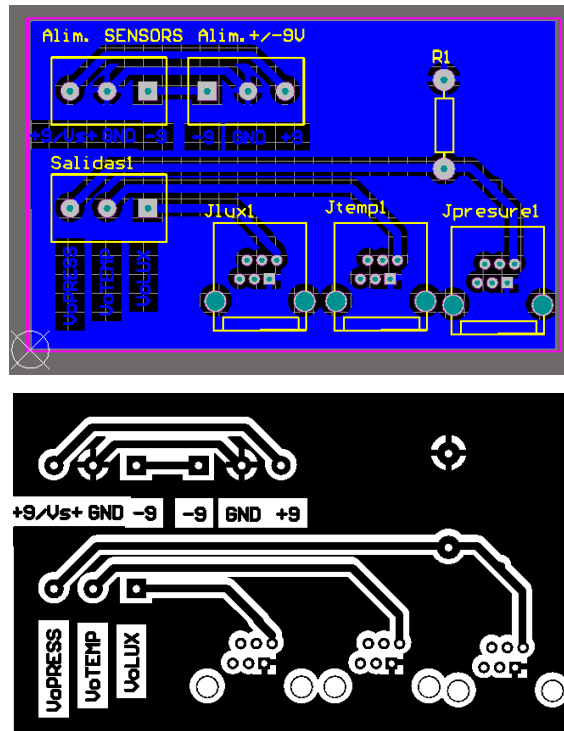 Alim. SENSORS Alim.+/-9V
R1
+9/Vs+ GND -9 -9 GND +9
Salidas1
Jlux1 Jtemp1 Jpresure1
VoPRESS VoTEMP VoLUX
+9/Vs+ GND -9 -9 GND +9
VoPRESS VoTEMP VoLUX